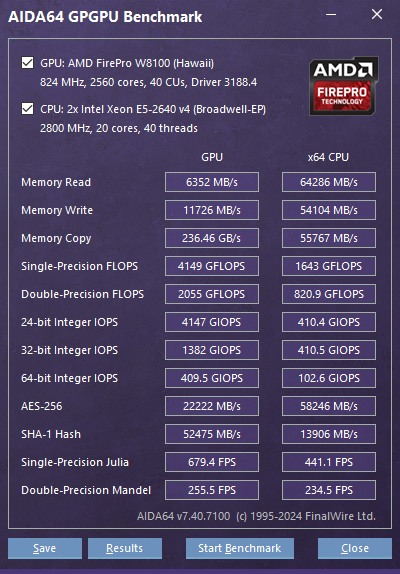 AIDA64 GPGPU Benchmark
GPU: AMD FirePro W8100 (Hawaii)
824 MHz, 2560 cores, 40 CUs, Driver 3188.4
CPU: 2x Intel Xeon E5-2640 v4 (Broadwell-EP)
2800 MHz, 20 cores, 40 threads
AMD
FIREPRO
TECHNOLOGY
GPU x64 CPU
Memory Read 6352 MB/s 64286 MB/s
Memory Write 11726 MB/s 54104 MB/s
Memory Copy 236.46 GB/s 55767 MB/s
Single-Precision FLOPS 4149 GFLOPS 1643 GFLOPS
Double-Precision FLOPS 2055 GFLOPS 820.9 GFLOPS
24-bit Integer IOPS 4147 GIOPS 410.4 GIOPS
32-bit Integer IOPS 1382 GIOPS 410.5 GIOPS
64-bit Integer IOPS 409.5 GIOPS 102.6 GIOPS
AES-256 22222 MB/s 58246 MB/s
SHA-1 Hash 52475 MB/s 13906 MB/s
Single-Precision Julia 679.4 FPS 441.1 FPS
Double-Precision Mandel 255.5 FPS 234.5 FPS
AIDA64 v7.40.7100 (c) 1995-2024 FinalWire Ltd.
Save Results Start Benchmark Close